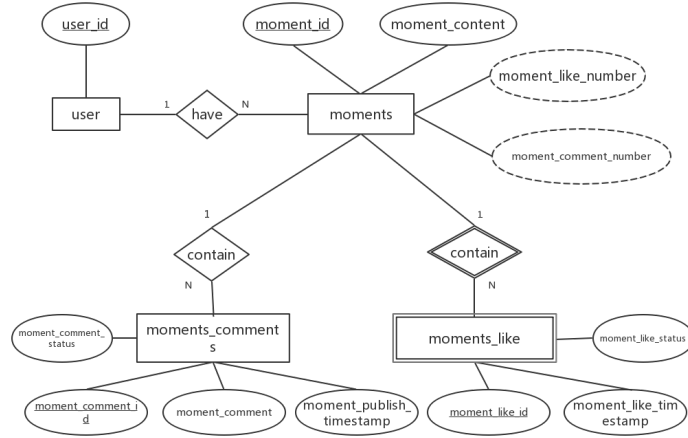 user_id
moment_id
moment_content
moment_like_number
user
1
have
N
moments
moment_comment_number
1
1
contain
contain
N
N
moment_comment_
status
moments_comment
s
moments_like
moment_like_status
moment_comment_i
d
moment_comment
moment_publish_
timestamp
moment_like_id
moment_like_tim
estamp